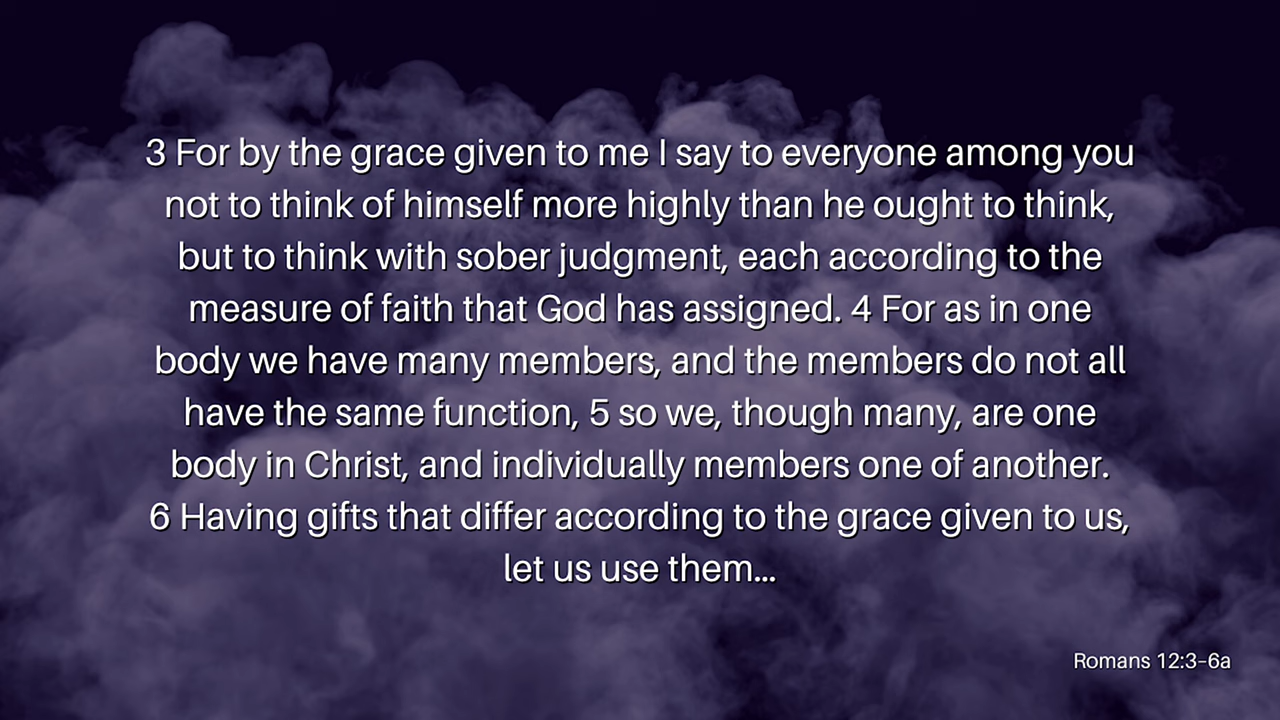 3 For by the grace given to me I say to everyone among you
not to think of himself more highly than he ought to think,
but to think with sober judgment, each according to the
measure of faith that God has assigned. 4 For as in one
body we have many members, and the members do not all
have the same function, 5 so we, though many, are one
body in Christ, and individually members one of another.
6 Having gifts that differ according to the grace given to us,
let us use them...
Romans 12:3–6a